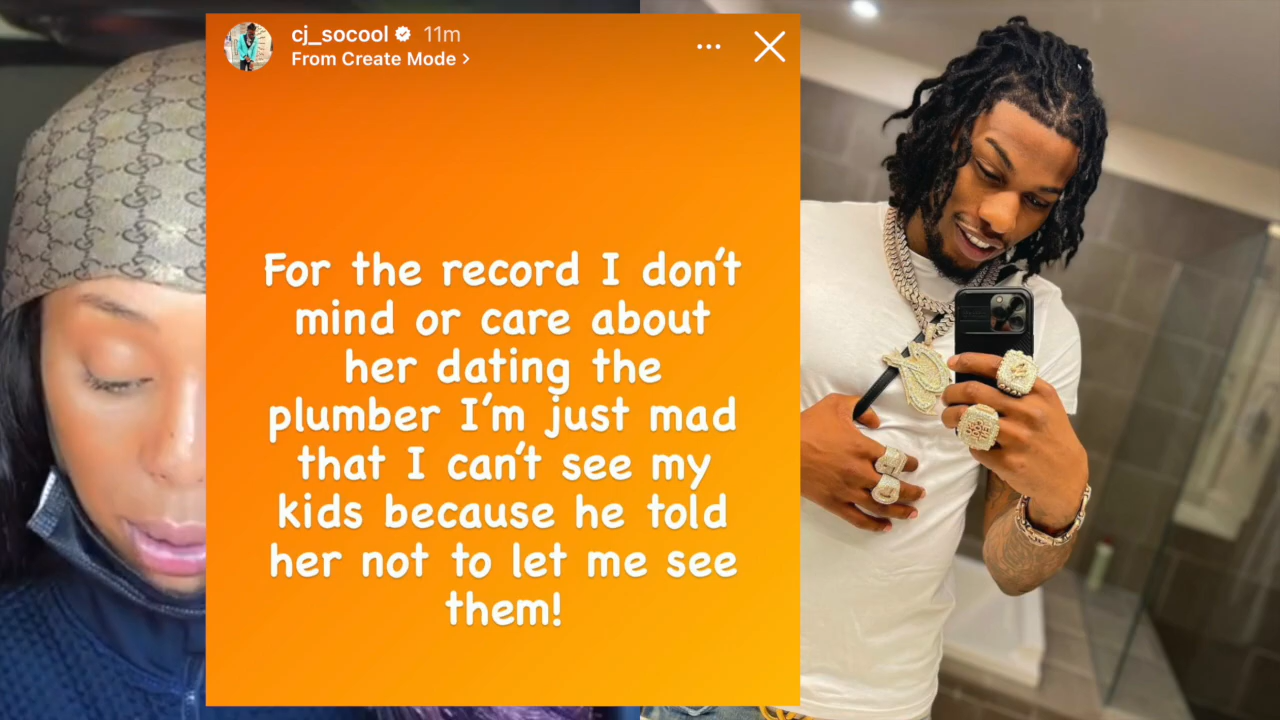 cj_socool 11m
From Create Mode >
For the record I don't
mind or care about
her dating the
plumber I'm just mad
that I can't see my
kids because he told
her not to let me see
them!